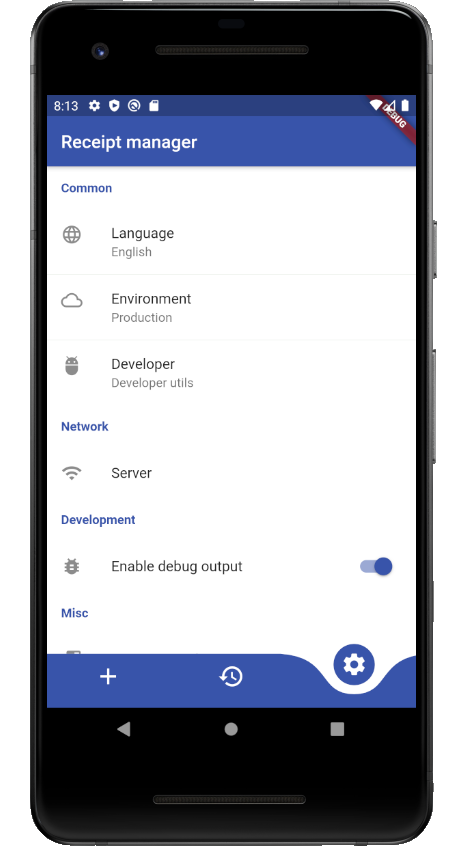 8:13
DEBUG
Receipt manager
Common
Language
English
Environment
Production
Developer
Developer utils
Network
Server
Development
Enable debug output
Misc